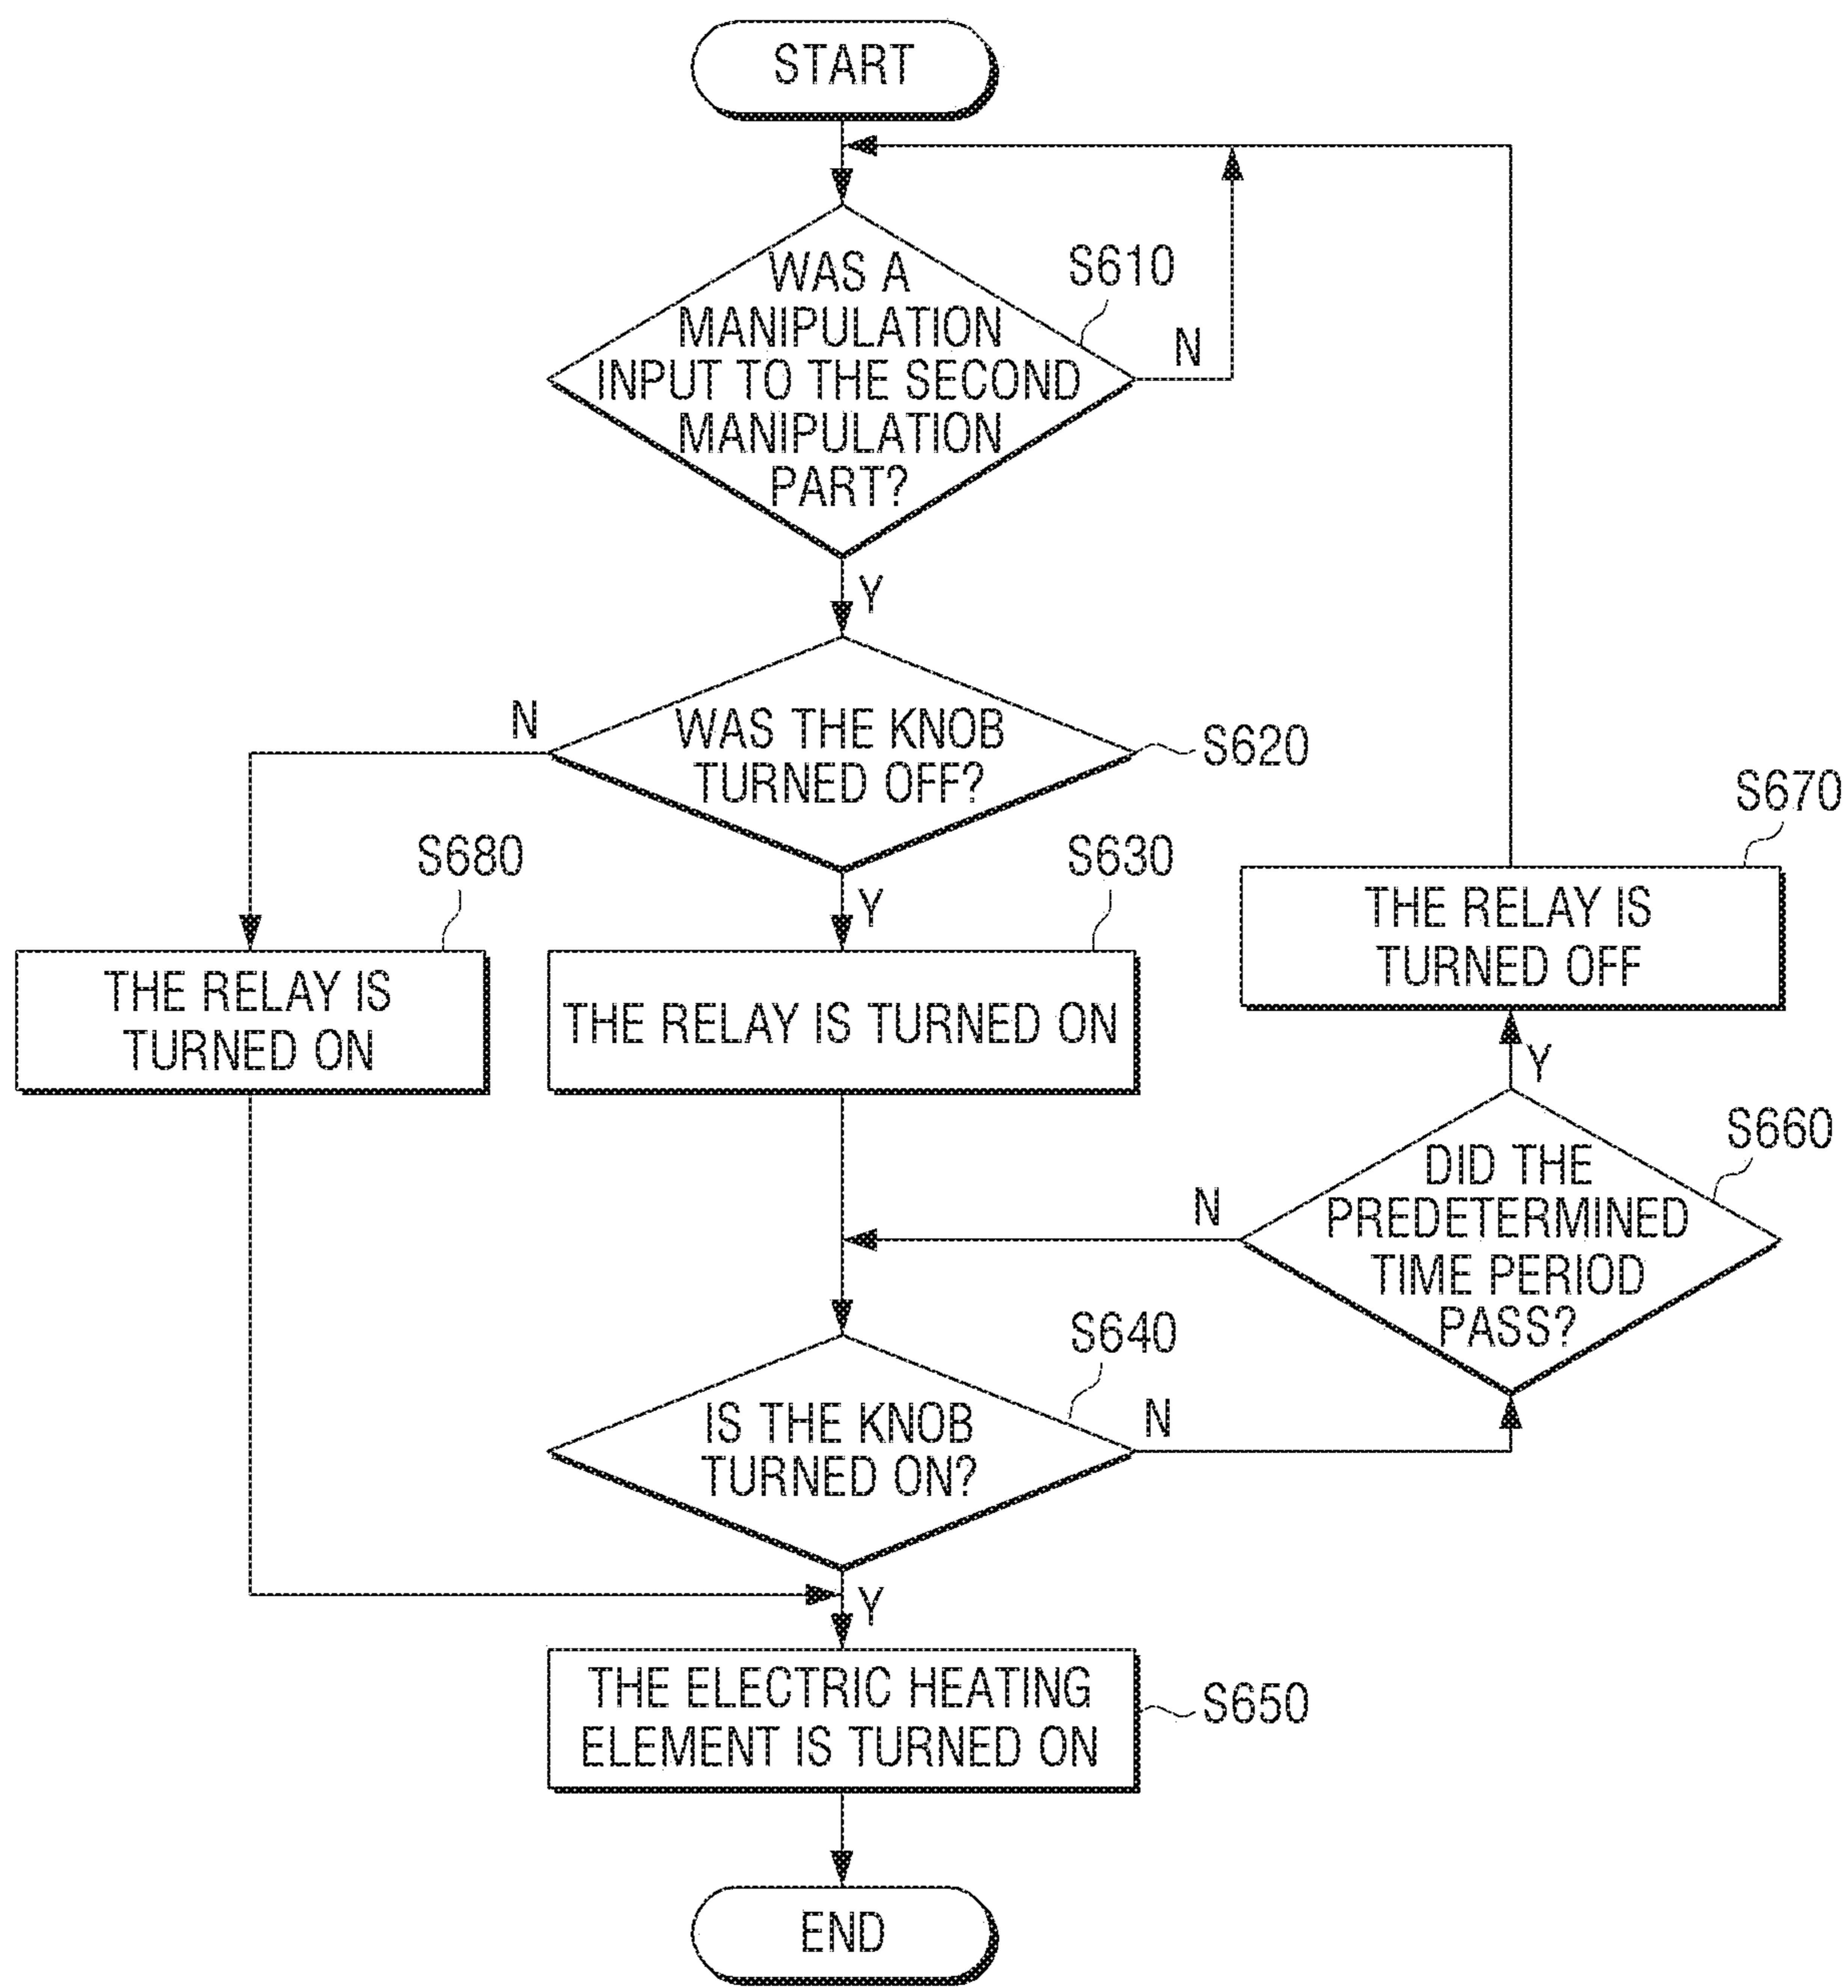 START
WAS A
MANIPULATION
INPUT TO THE SECOND
MANIPULATION
PART?
S610
N
Y
WAS THE KNOB
TURNED OFF?
S620
N
Y
S680
THE RELAY IS
TURNED ON
S630
THE RELAY IS TURNED ON
S670
THE RELAY IS
TURNED OFF
Y
S660
DID THE
PREDETERMINED
TIME PERIOD
PASS?
N
S640
IS THE KNOB
TURNED ON?
N
Y
THE ELECTRIC HEATING
ELEMENT IS TURNED ON
S650
END